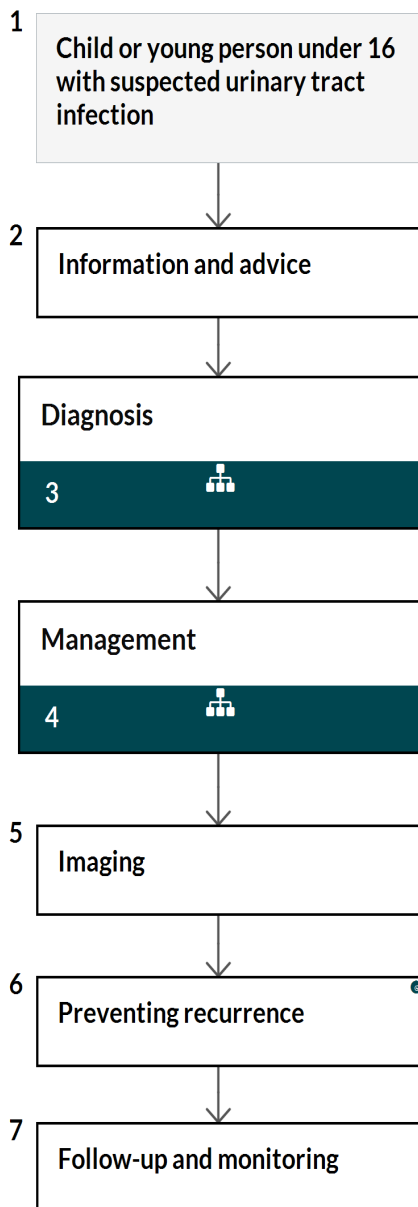 1
Child or young person under 16
with suspected urinary tract
infection
2
Information and advice
Diagnosis
3
Management
4
5
Imaging
6
Preventing recurrence
7
Follow-up and monitoring